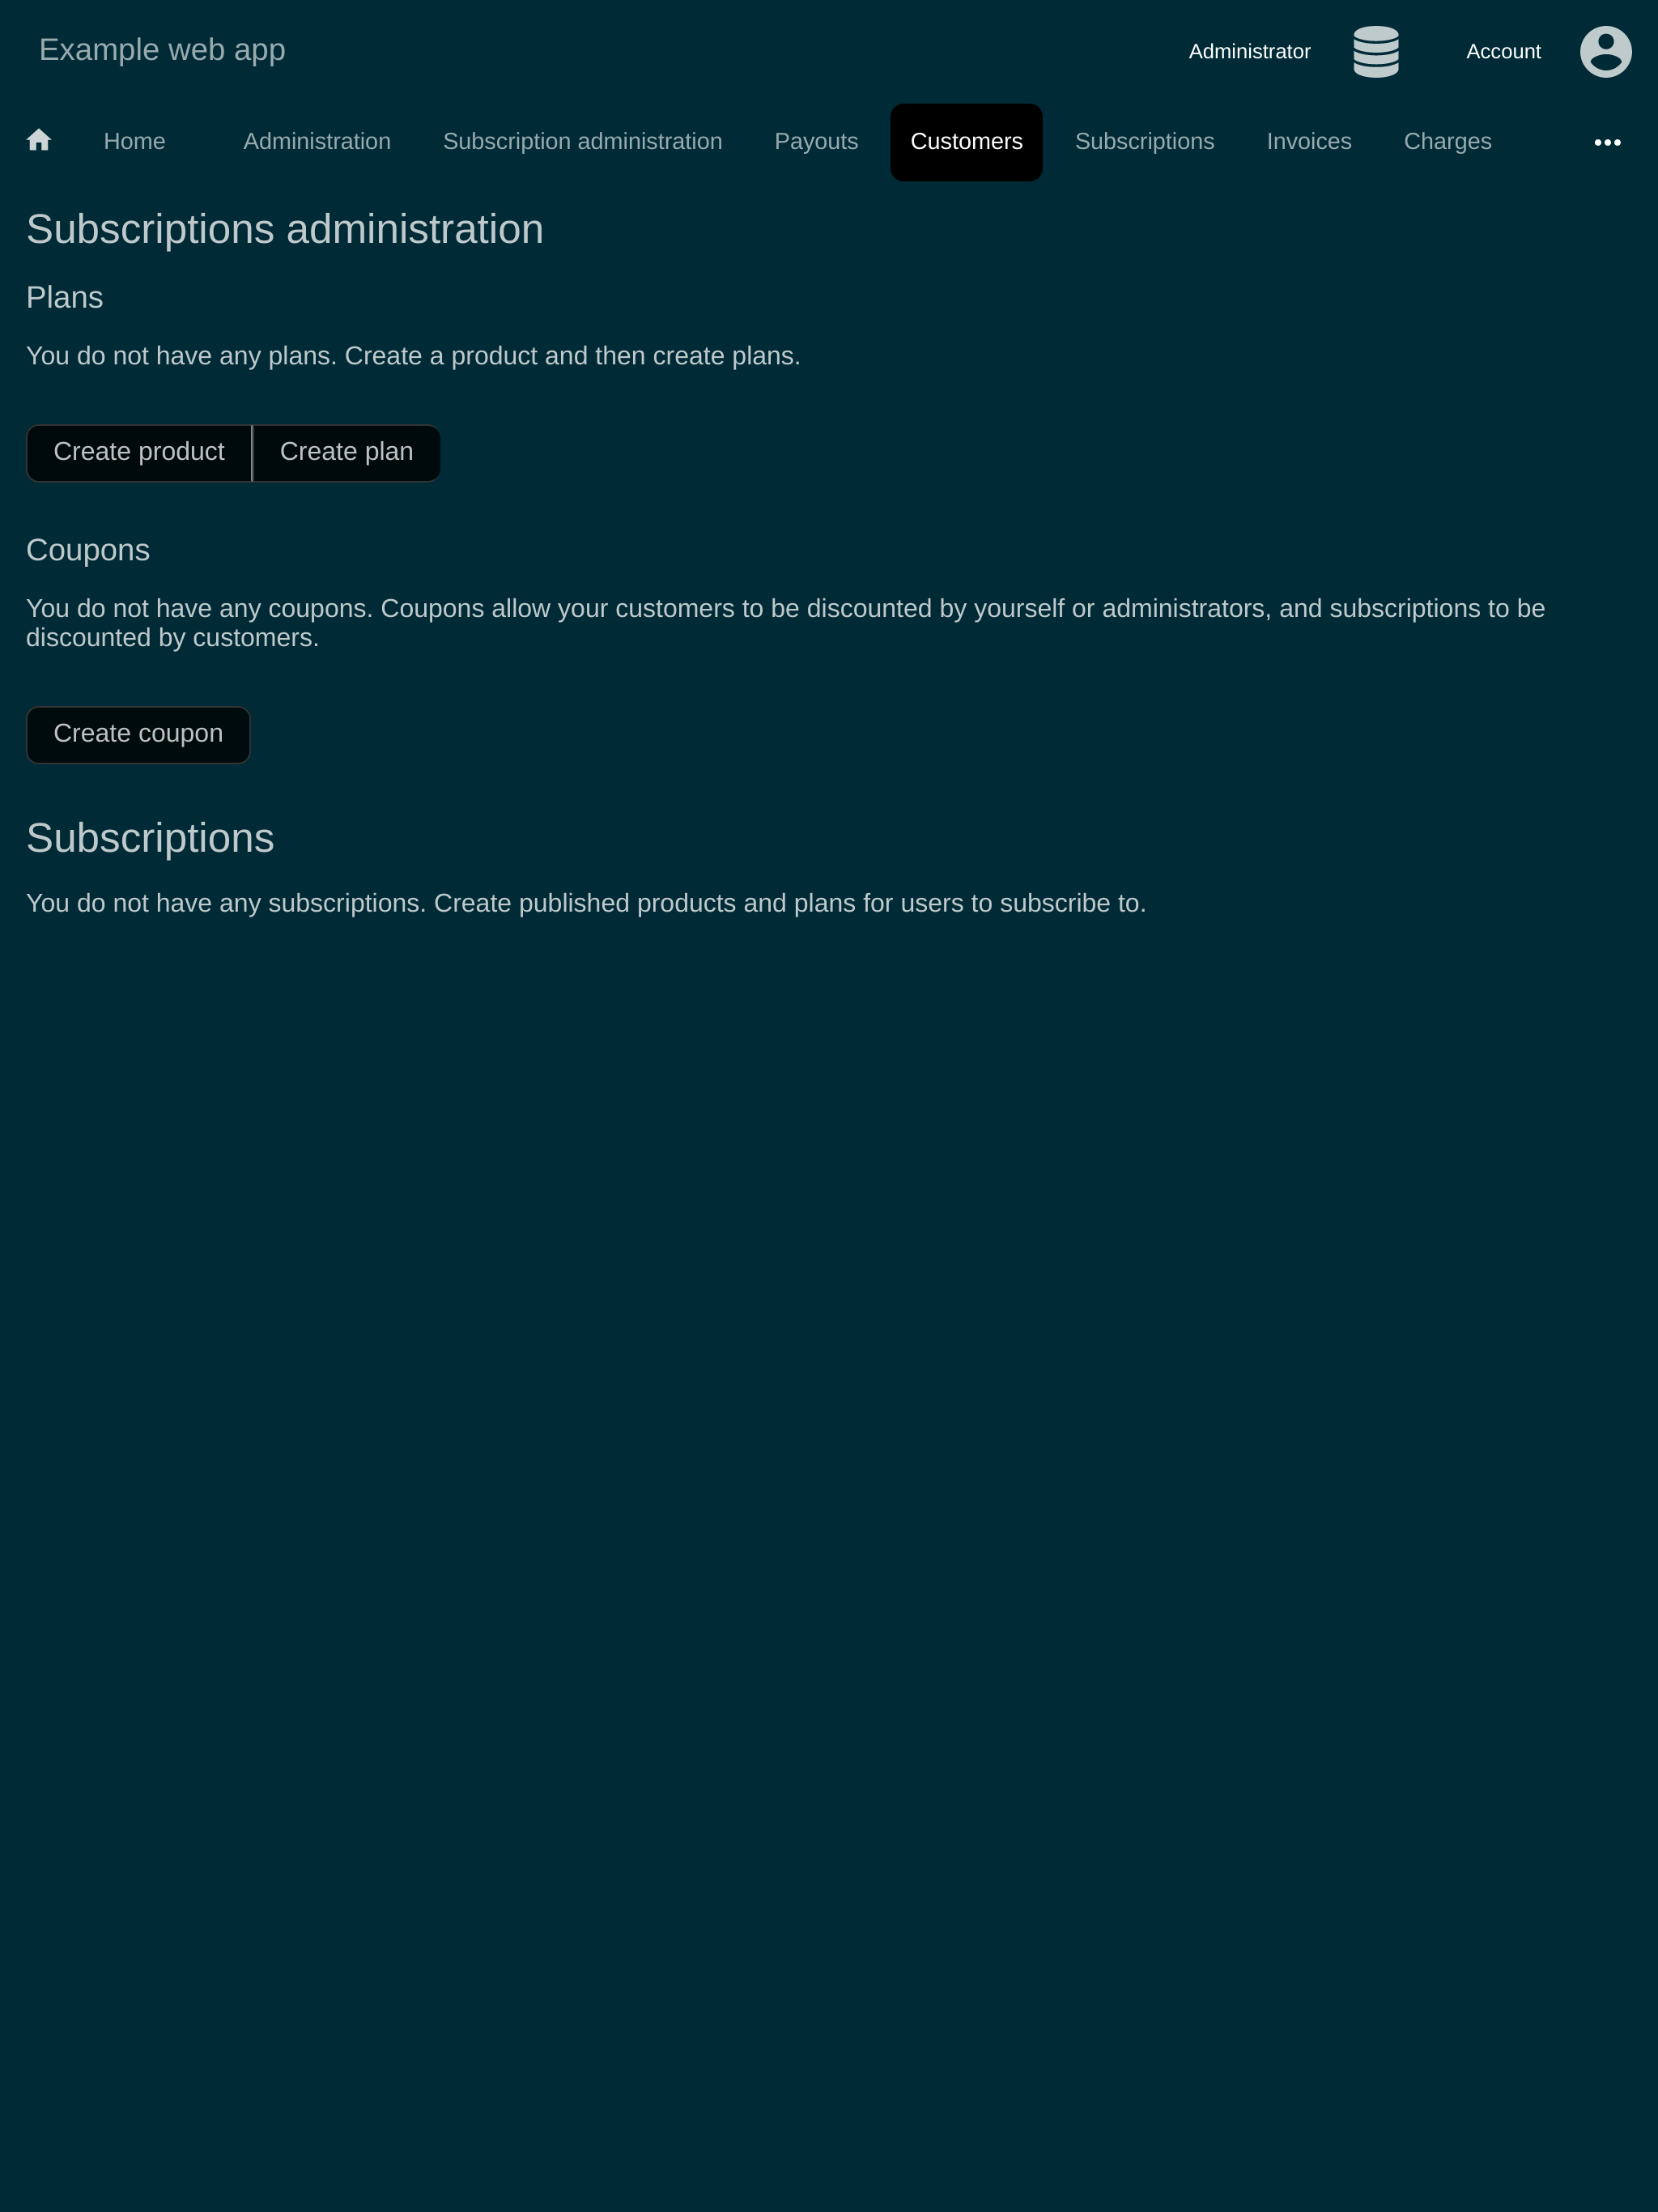 Example web app
Administrator
Account
Home
Administration
Subscription administration
Payouts
Customers
Subscriptions
Invoices
Charges
Subscriptions administration
Plans
You do not have any plans. Create a product and then create plans.
Create product
Create plan
Coupons
You do not have any coupons. Coupons allow your customers to be discounted by yourself or administrators, and subscriptions to be
discounted by customers.
Create coupon
Subscriptions
You do not have any subscriptions. Create published products and plans for users to subscribe to.